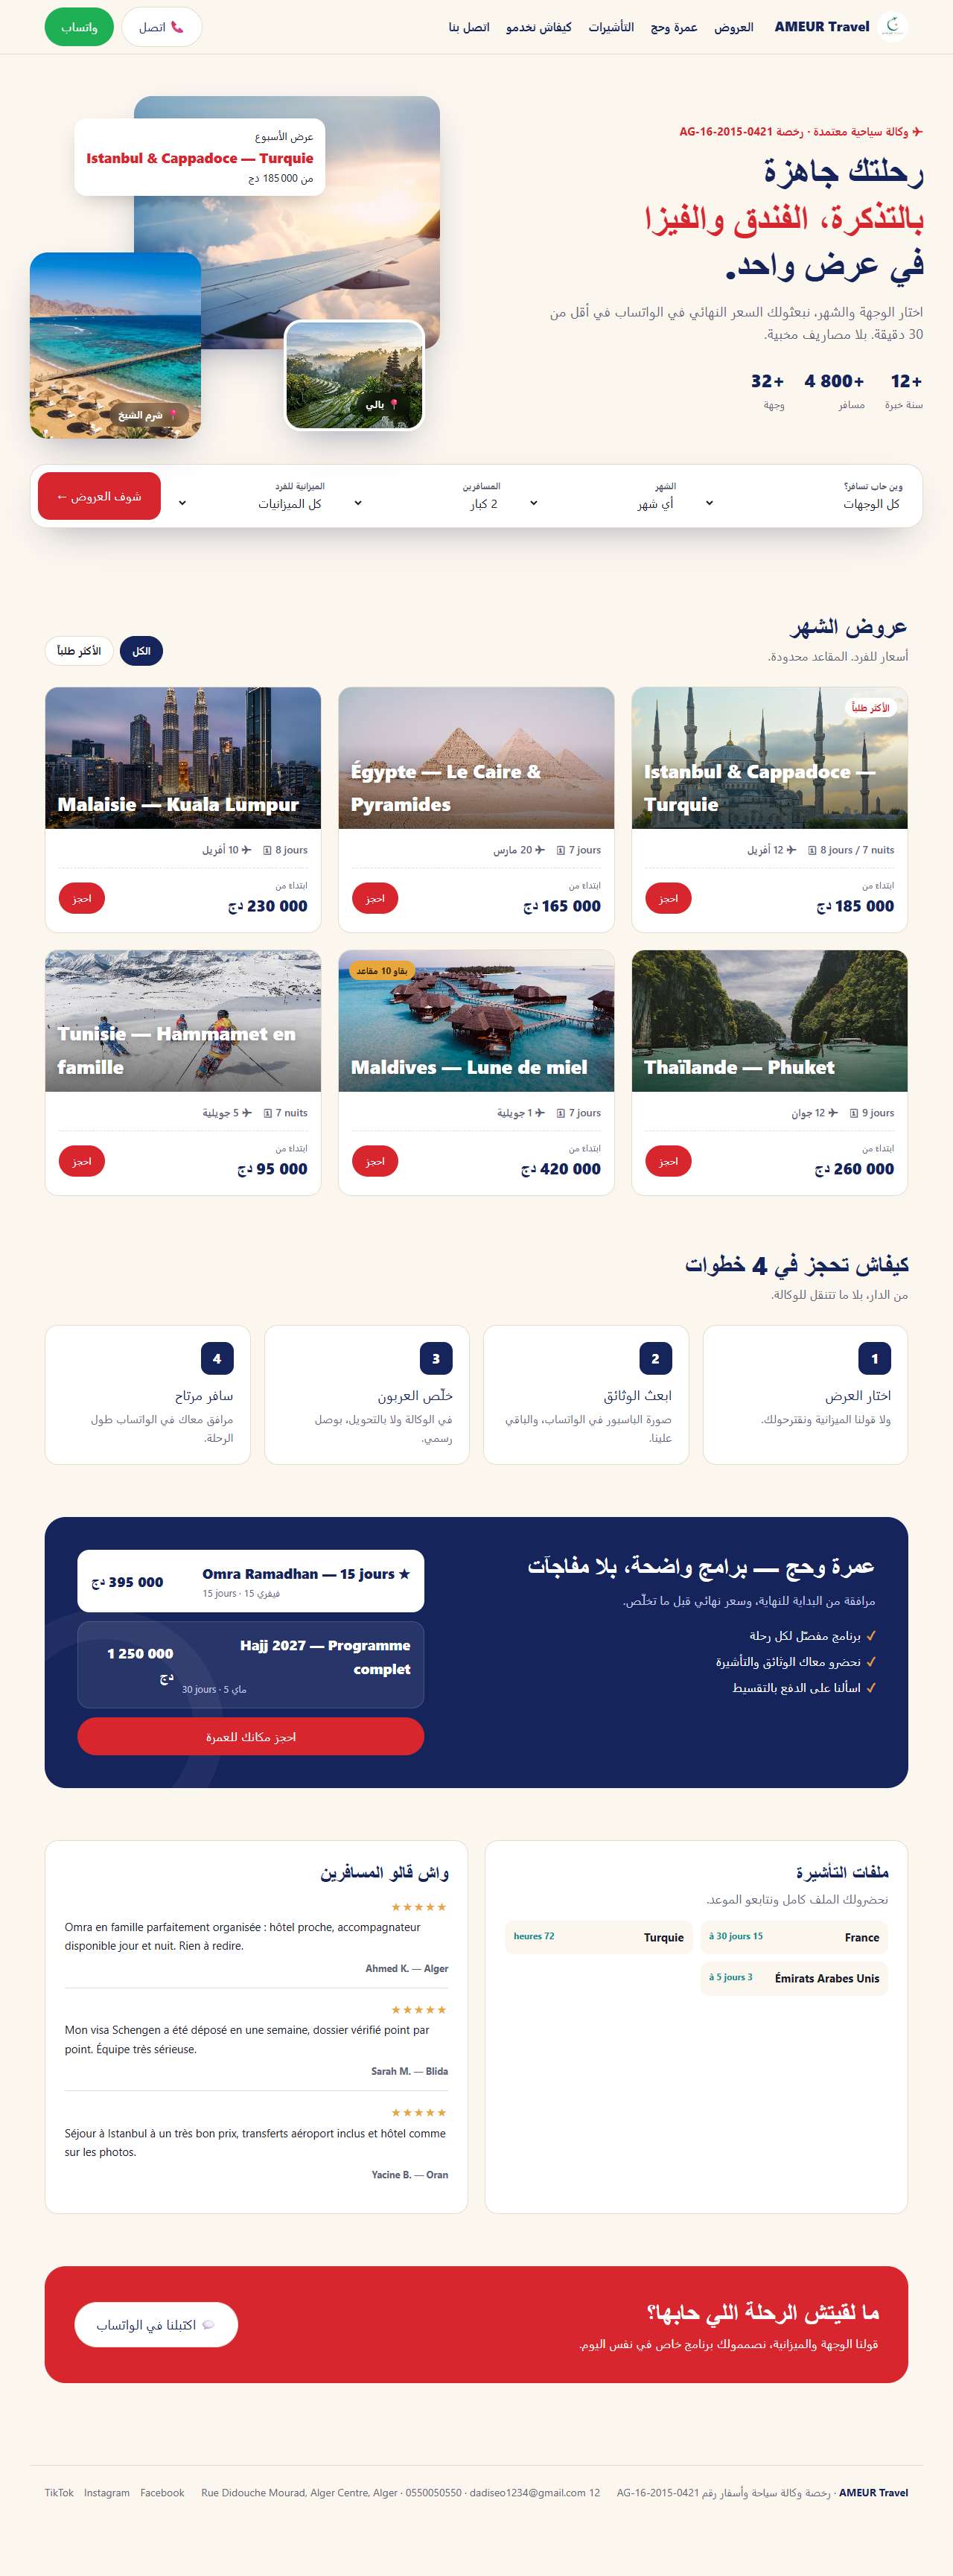 AMEUR Travel
العروض
عمرة وحج
التأشيرات
كيفاش نخدمو
اتصل بنا
📞 اتصل
واتساب
✈ وكالة سياحية معتمدة · رخصة AG-16-2015-0421
رحلتك جاهزة
بالتذكرة، الفندق والفيزا
في عرض واحد.
اختار الوجهة والشهر، نبعثولك السعر النهائي في الواتساب في أقل من
30 دقيقة. بلا مصاريف مخبية.
12+
سنة خبرة
4 800+
مسافر
32+
وجهة
عرض الأسبوع
Istanbul & Cappadoce — Turquie
من 185 000 دج
📍 شرم الشيخ
📍 بالي
وين حاب تسافر؟
كل الوجهات
الشهر
أي شهر
المسافرين
2 كبار
الميزانية للفرد
كل الميزانيات
شوف العروض ←
عروض الشهر
أسعار للفرد. المقاعد محدودة.
الكل
الأكثر طلباً
الأكثر طلباً
Istanbul & Cappadoce —
Turquie
8 jours / 7 nuits
✈ 12 أفريل
ابتداء من
185 000 دج
احجز
Égypte — Le Caire &
Pyramides
7 jours
✈ 20 مارس
ابتداء من
165 000 دج
احجز
Malaisie — Kuala Lumpur
8 jours
✈ 10 أفريل
ابتداء من
230 000 دج
احجز
Thaïlande — Phuket
9 jours
✈ 12 جوان
ابتداء من
260 000 دج
احجز
بقاو 10 مقاعد
Maldives — Lune de miel
7 jours
✈ 1 جويلية
ابتداء من
420 000 دج
احجز
Tunisie — Hammamet en
famille
7 nuits
✈ 5 جويلية
ابتداء من
95 000 دج
احجز
كيفاش تحجز في 4 خطوات
من الدار، بلا ما تتنقل للوكالة.
1
اختار العرض
ولا قولنا الميزانية ونقترحولك.
2
ابعث الوثائق
صورة الباسبور في الواتساب، والباقي
علينا.
3
خلّص العربون
في الوكالة ولا بالتحويل، بوصل
رسمي.
4
سافر مرتاح
مرافق معاك في الواتساب طول
الرحلة.
عمرة وحج — برامج واضحة، بلا مفاجآت
مرافقة من البداية للنهاية، وسعر نهائي قبل ما تخلّص.
✓ برنامج مفصّل لكل رحلة
✓ نحضرو معاك الوثائق والتأشيرة
✓ اسألنا على الدفع بالتقسيط
★ Omra Ramadhan — 15 jours
15 jours · 15 فيفري
395 000 دج
Hajj 2027 — Programme
complet
30 jours · 5 ماي
1 250 000
دج
احجز مكانك للعمرة
ملفات التأشيرة
نحضرولك الملف كامل ونتابعو الموعد.
France
15 à 30 jours
Turquie
72 heures
Émirats Arabes Unis
3 à 5 jours
واش قالو المسافرين
★★★★★
Omra en famille parfaitement organisée : hôtel proche, accompagnateur
disponible jour et nuit. Rien à redire.
Ahmed K. — Alger
★★★★★
Mon visa Schengen a été déposé en une semaine, dossier vérifié point par
point. Équipe très sérieuse.
Sarah M. — Blida
★★★★★
Séjour à Istanbul à un très bon prix, transferts aéroport inclus et hôtel comme
sur les photos.
Yacine B. — Oran
ما لقيتش الرحلة اللي حابها؟
قولنا الوجهة والميزانية، نصممولك برنامج خاص في نفس اليوم.
💬 اكتبلنا في الواتساب
AMEUR Travel · رخصة وكالة سياحة وأسفار رقم AG-16-2015-0421
12 Rue Didouche Mourad, Alger Centre, Alger · 0550050550 · dadiseo1234@gmail.com
Facebook
Instagram
TikTok